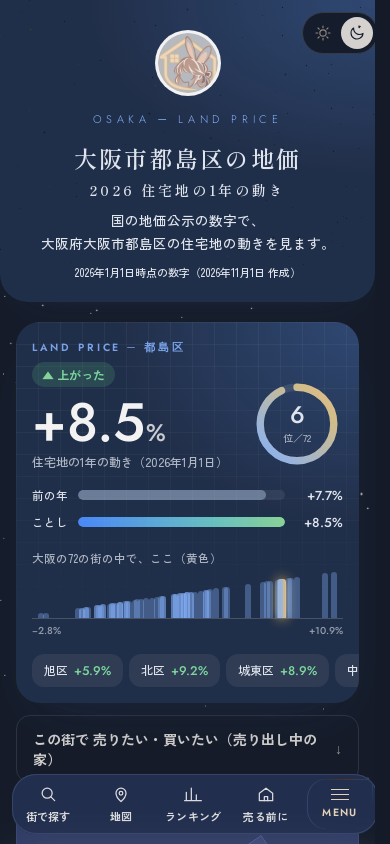 OSAKA — LAND PRICE
大阪市都島区の地価
2026 住宅地の1年の動き
国の地価公示の数字で、
大阪府大阪市都島区の住宅地の動きを見ます。
2026年1月1日時点の数字（2026年11月1日 作成）
LAND PRICE — 都島区
▲ 上がった
+8.5%
6
位／72
住宅地の1年の動き（2026年1月1日）
前の年 +7.7%
ことし +8.5%
大阪の72の街の中で、ここ（黄色）
−2.8% +10.9%
旭区 +5.9% 北区 +9.2% 城東区 +8.9% 中
この街で 売りたい・買いたい（売り出し中の
家） ↓
街で探す 地図 ランキング 売る前に MENU